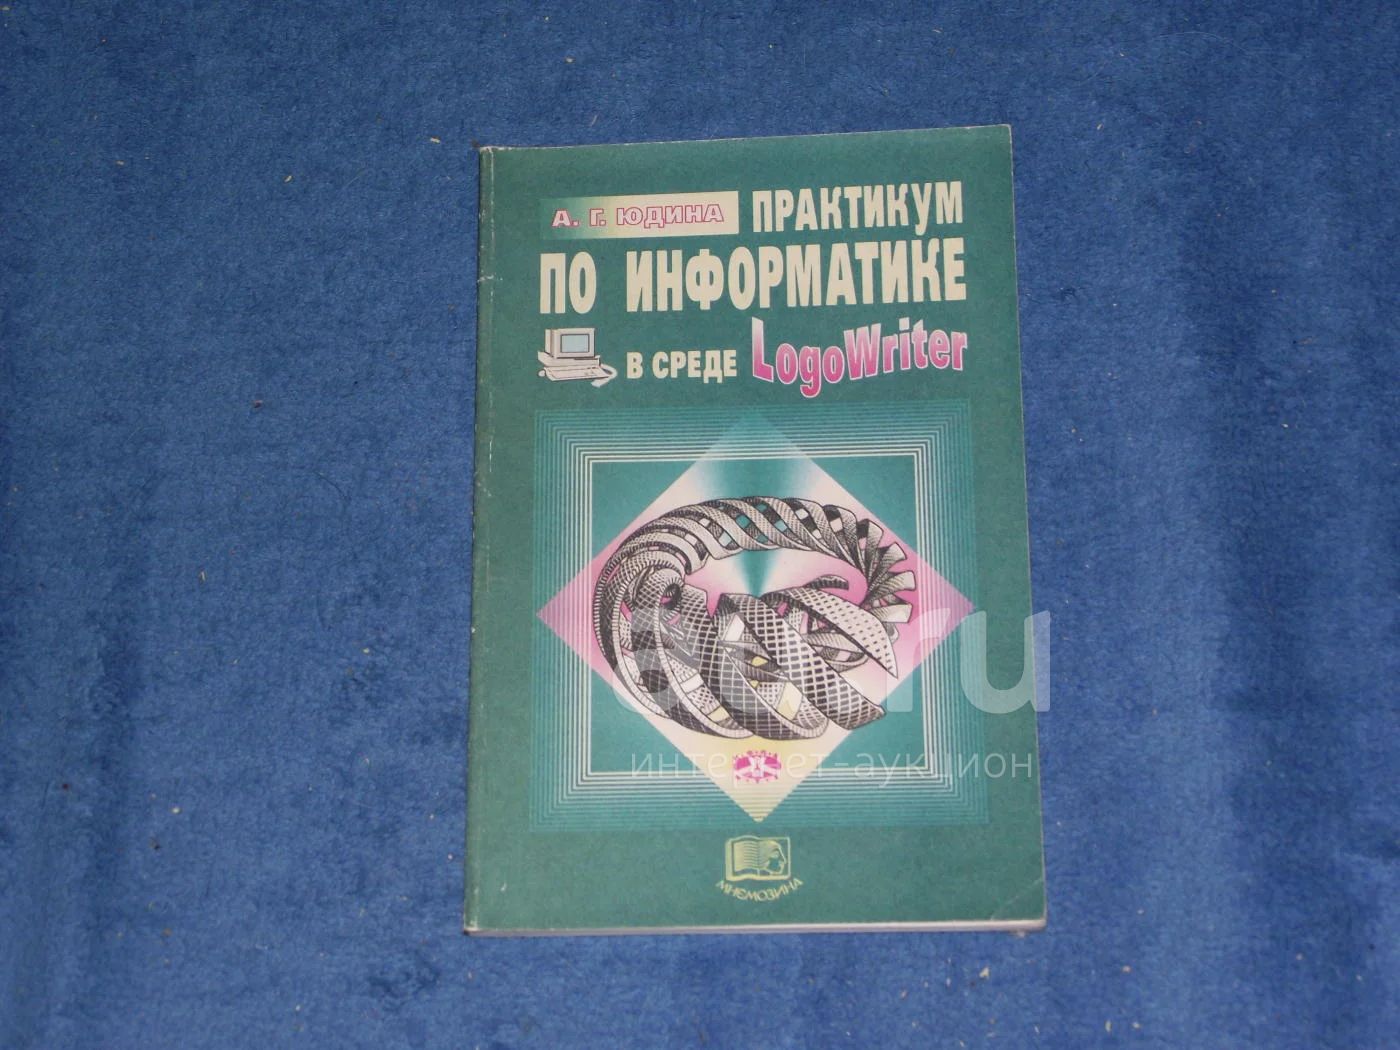 А. Г. ЮДИНА ПРАКТИКУМ
ПО ИНФОРМАТИКЕ
В СРЕДЕ LogoWriter
МНЕМОЗИНА
интернет-аукцион